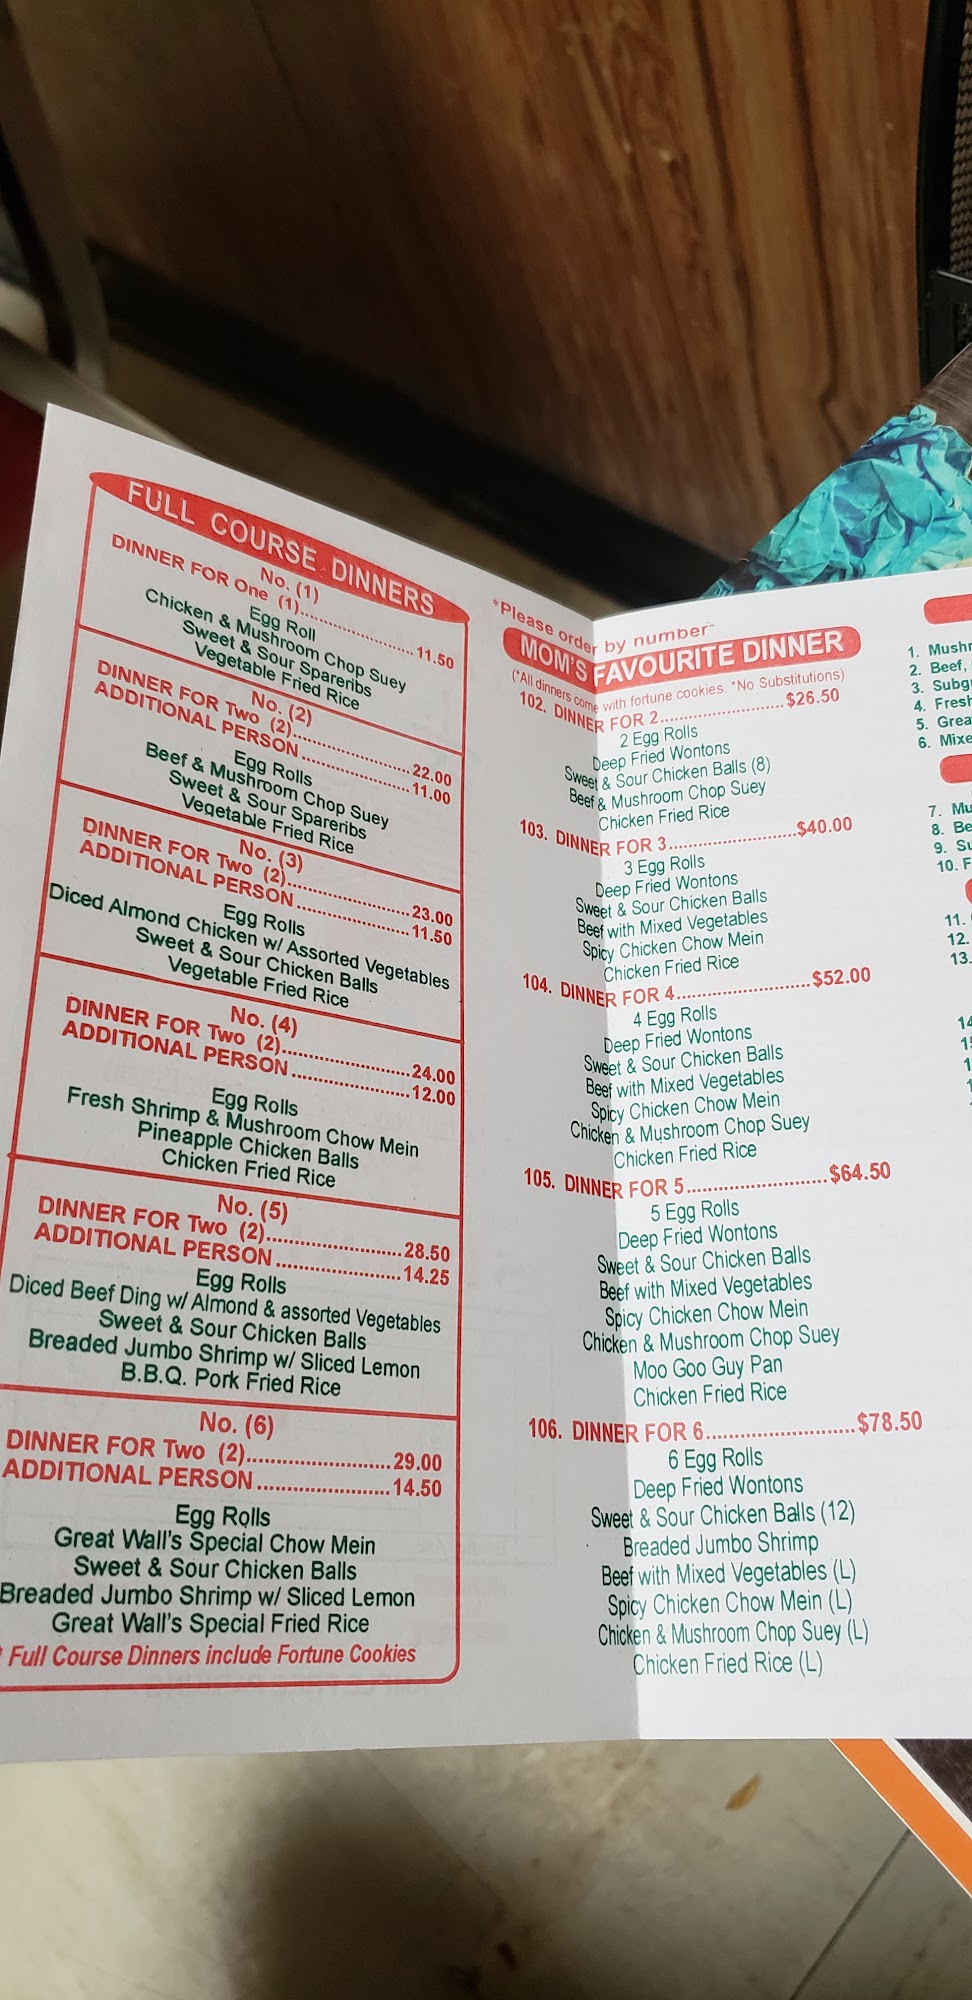 FULL COURSE DINNERS
No. (1)
DINNER FOR One (1)..................11.50
Egg Roll
Chicken & Mushroom Chop Suey
Sweet & Sour Spareribs
Vegetable Fried Rice
No. (2)
DINNER FOR Two (2)..................22.00
ADDITIONAL PERSON..................11.00
Egg Rolls
Beef & Mushroom Chop Suey
Sweet & Sour Spareribs
Vegetable Fried Rice
No. (3)
DINNER FOR Two (2)..................23.00
ADDITIONAL PERSON..................11.50
Egg Rolls
Diced Almond Chicken w/ Assorted Vegetables
Sweet & Sour Chicken Balls
Vegetable Fried Rice
No. (4)
DINNER FOR Two (2)..................24.00
ADDITIONAL PERSON..................12.00
Egg Rolls
Fresh Shrimp & Mushroom Chow Mein
Pineapple Chicken Balls
Chicken Fried Rice
No. (5)
DINNER FOR Two (2)..................28.50
ADDITIONAL PERSON..................14.25
Egg Rolls
Diced Beef Ding w/ Almond & assorted Vegetables
Sweet & Sour Chicken Balls
Breaded Jumbo Shrimp w/ Sliced Lemon
B.B.Q. Pork Fried Rice
No. (6)
DINNER FOR Two (2)..................29.00
ADDITIONAL PERSON..................14.50
Egg Rolls
Great Wall's Special Chow Mein
Sweet & Sour Chicken Balls
Breaded Jumbo Shrimp w/ Sliced Lemon
Great Wall's Special Fried Rice
* Full Course Dinners include Fortune Cookies
*Please order by number*
MOM'S FAVOURITE DINNER
(*All dinners come with fortune cookies. *No Substitutions)
102. DINNER FOR 2..................$26.50
2 Egg Rolls
Deep Fried Wontons
Sweet & Sour Chicken Balls (8)
Beef & Mushroom Chop Suey
Chicken Fried Rice
103. DINNER FOR 3..................$40.00
3 Egg Rolls
Deep Fried Wontons
Sweet & Sour Chicken Balls
Beef with Mixed Vegetables
Spicy Chicken Chow Mein
Chicken Fried Rice
104. DINNER FOR 4..................$52.00
4 Egg Rolls
Deep Fried Wontons
Sweet & Sour Chicken Balls
Beef with Mixed Vegetables
Spicy Chicken Chow Mein
Chicken & Mushroom Chop Suey
Chicken Fried Rice
105. DINNER FOR 5..................$64.50
5 Egg Rolls
Deep Fried Wontons
Sweet & Sour Chicken Balls
Beef with Mixed Vegetables
Spicy Chicken Chow Mein
Chicken & Mushroom Chop Suey
Moo Goo Guy Pan
Chicken Fried Rice
106. DINNER FOR 6..................$78.50
6 Egg Rolls
Deep Fried Wontons
Sweet & Sour Chicken Balls (12)
Breaded Jumbo Shrimp
Beef with Mixed Vegetables (L)
Spicy Chicken Chow Mein (L)
Chicken & Mushroom Chop Suey (L)
Chicken Fried Rice (L)
1.
2. Beef,
3.
4. Fresh
5.
6.
7.
8.
9.
10.
11.
12.
13.